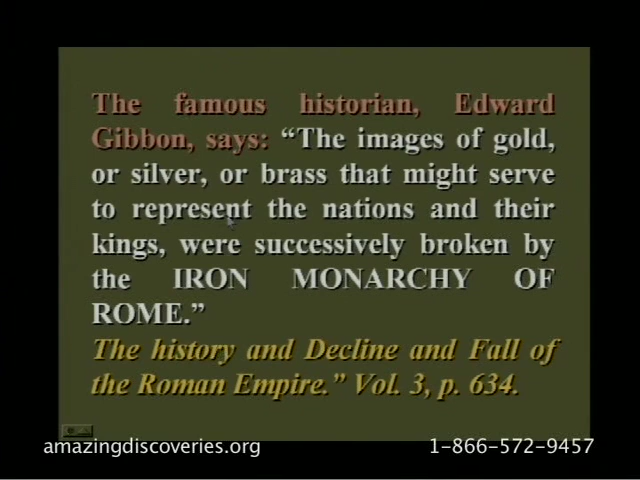 The famous historian, Edward
Gibbon, says: “The images of gold,
or silver, or brass that might serve
to represent the nations and their
kings, were successively broken by
the IRON MONARCHY OF
ROME.”
The history and Decline and Fall of
the Roman Empire.” Vol. 3, p. 634.
amazingdiscoveries.org 1-866-572-9457